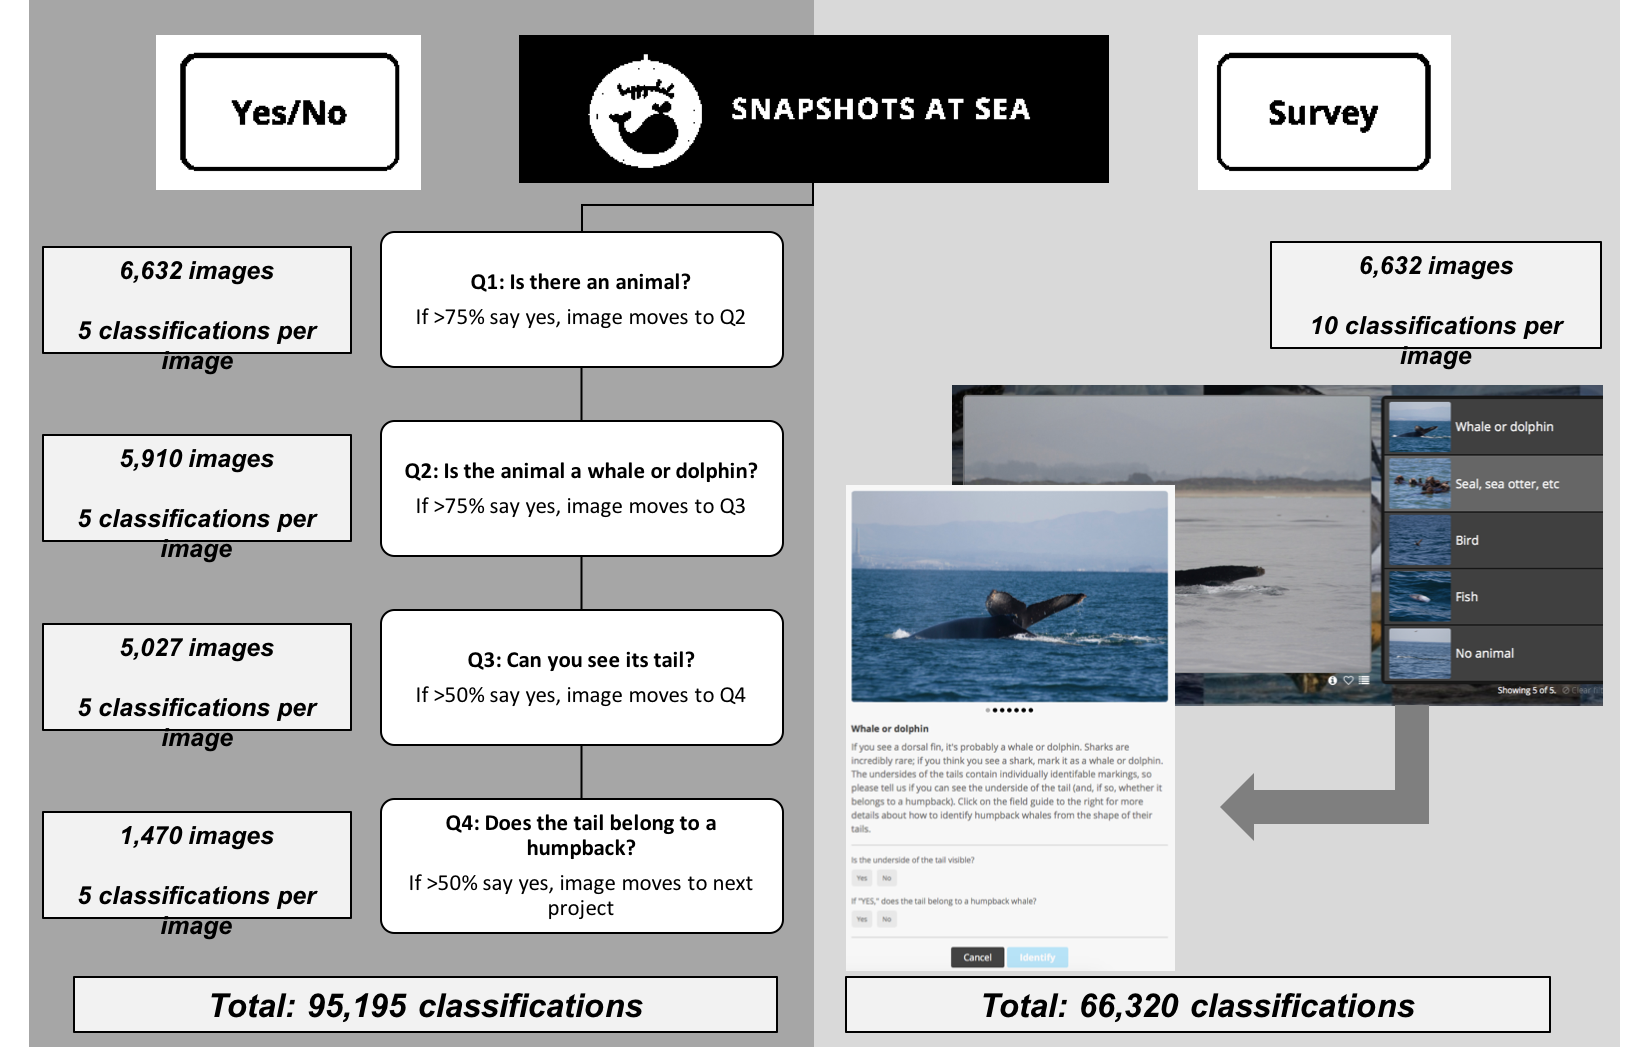 Yes/No
SNAPSHOTS AT SEA
Survey
6,632 images
5 classifications per
image
Q1: Is there an animal?
If >75% say yes, image moves to Q2
5,910 images
5 classifications per
image
Q2: Is the animal a whale or dolphin?
If >75% say yes, image moves to Q3
5,027 images
5 classifications per
image
Q3: Can you see its tail?
If >50% say yes, image moves to Q4
1,470 images
5 classifications per
image
Q4: Does the tail belong to a
humpback?
If >50% say yes, image moves to next
project
Total: 95,195 classifications
6,632 images
10 classifications per
image
Whale or dolphin
Seal, sea otter, etc
Bird
Fish
No animal
Showing 5 of 5.
Whale or dolphin
If you see a dorsal fin, it's probably a whale or dolphin. Sharks are
incredibly rare; if you think you see a shark, mark it as a whale or dolphin.
The undersides of the tails contain individually identifable markings, so
please tell us if you can see the underside of the tail (and, if so, whether it
belongs to a humpback). Click on the field guide to the right for more
details about how to identify humpback whales from the shape of their
tails.
Is the underside of the tail visible?
Yes No
If "YES," does the tail belong to a humpback whale?
Yes No
Cancel Identify
Total: 66,320 classifications